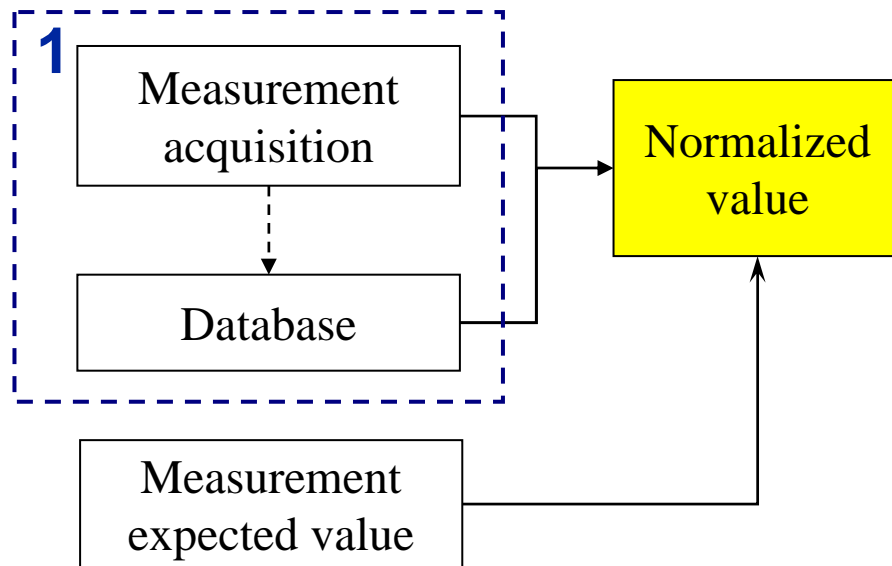 1
Measurement
acquisition
Normalized
value
Database
Measurement
expected value